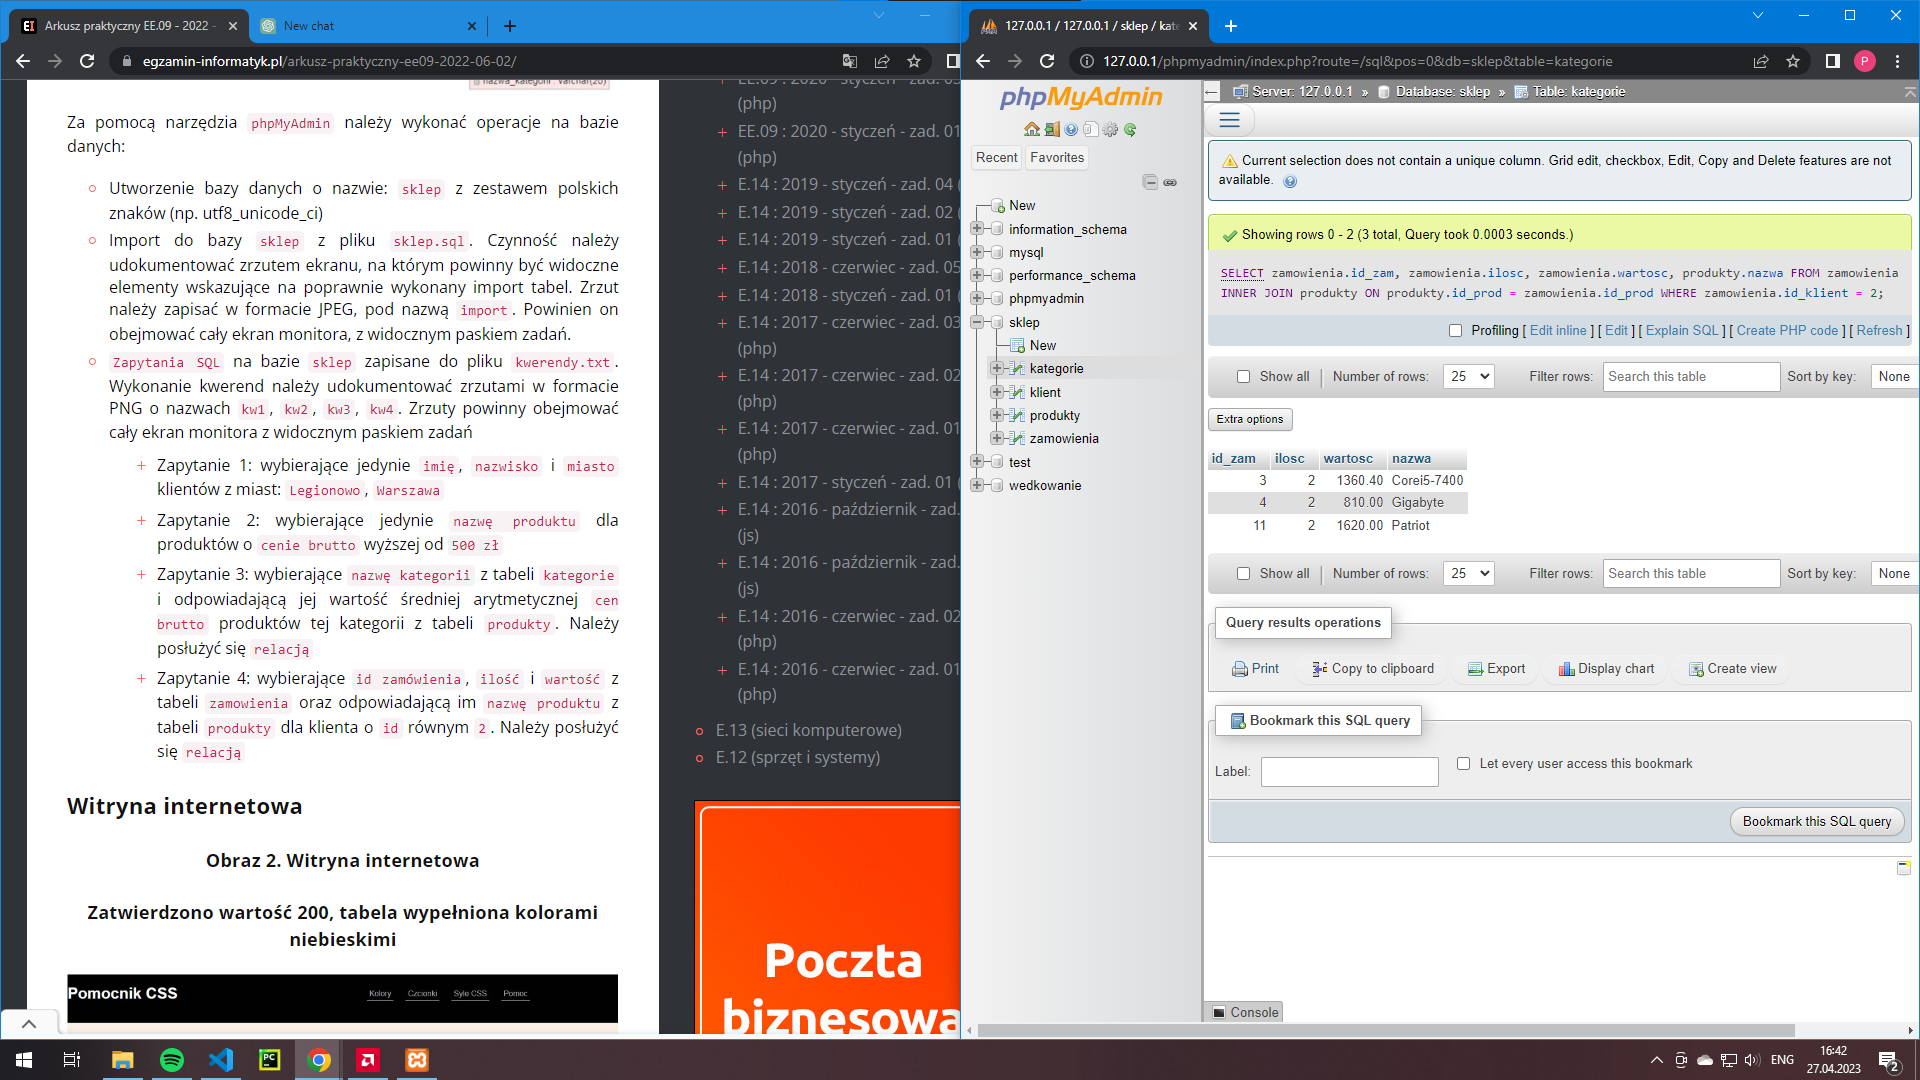 Arkusz praktyczny EE.09 - 2022 -
New chat
egzamin-informatyk.pl/arkusz-praktyczny-ee09-2022-06-02/
nazwa_kategorii : varchar(20)
Za pomocą narzędzia phpMyAdmin należy wykonać operacje na bazie
danych:
Utworzenie bazy danych o nazwie: sklep z zestawem polskich
znaków (np. utf8_unicode_ci)
Import do bazy sklep z pliku sklep.sql. Czynność należy
udokumentować zrzutem ekranu, na którym powinny być widoczne
elementy wskazujące na poprawnie wykonany import tabel. Zrzut
należy zapisać w formacie JPEG, pod nazwą import. Powinien on
obejmować cały ekran monitora, z widocznym paskiem zadań.
Zapytania SQL na bazie sklep zapisane do pliku kwerendy.txt.
Wykonanie kwerend należy udokumentować zrzutami w formacie
PNG o nazwach kw1, kw2, kw3, kw4. Zrzuty powinny obejmować
cały ekran monitora z widocznym paskiem zadań
+ Zapytanie 1: wybierające jedynie imię, nazwisko i miasto
klientów z miast: Legionowo, Warszawa
+ Zapytanie 2: wybierające jedynie nazwę produktu dla
produktów o cenie brutto wyższej od 500 zł
+ Zapytanie 3: wybierające nazwę kategorii z tabeli kategorie
i odpowiadającą jej wartość średniej arytmetycznej cen
brutto produktów tej kategorii z tabeli produkty. Należy
posłużyć się relacją
+ Zapytanie 4: wybierające id zamówienia, ilość i wartość z
tabeli zamowienia oraz odpowiadającą im nazwę produktu z
tabeli produkty dla klienta o id równym 2. Należy posłużyć
się relacją
Witryna internetowa
Obraz 2. Witryna internetowa
Zatwierdzono wartość 200, tabela wypełniona kolorami
niebieskimi
Pomocnik CSS
Kolory Czcionki Syle CSS Pomoc
(php)
+ EE.09 : 2020 - styczeń - zad. 01
(php)
+ E.14 : 2019 - styczeń - zad. 04 (
+ E.14 : 2019 - styczeń - zad. 02 (
+ E.14 : 2019 - styczeń - zad. 01 (
+ E.14 : 2018 - czerwiec - zad. 05
+ E.14 : 2018 - styczeń - zad. 01 (
+ E.14 : 2017 - czerwiec - zad. 03
(php)
+ E.14 : 2017 - czerwiec - zad. 02
(php)
+ E.14 : 2017 - czerwiec - zad. 01
(php)
+ E.14 : 2017 - styczeń - zad. 01 (
+ E.14 : 2016 - październik - zad.
(js)
+ E.14 : 2016 - październik - zad.
(js)
+ E.14 : 2016 - czerwiec - zad. 02
(php)
+ E.14 : 2016 - czerwiec - zad. 01
(php)
E.13 (sieci komputerowe)
E.12 (sprzęt i systemy)
Poczta
biznesowa
127.0.0.1 / 127.0.0.1 / sklep / kate
127.0.0.1/phpmyadmin/index.php?route=/sql&pos=0&db=sklep&table=kategorie
P
phpMyAdmin
Recent Favorites
New
information_schema
mysql
performance_schema
phpmyadmin
sklep
New
kategorie
klient
produkty
zamowienia
test
wedkowanie
Server: 127.0.0.1 » Database: sklep » Table: kategorie
Current selection does not contain a unique column. Grid edit, checkbox, Edit, Copy and Delete features are not
available.
Showing rows 0 - 2 (3 total, Query took 0.0003 seconds.)
SELECT zamowienia.id_zam, zamowienia.ilosc, zamowienia.wartosc, produkty.nazwa FROM zamowienia
INNER JOIN produkty ON produkty.id_prod = zamowienia.id_prod WHERE zamowienia.id_klient = 2;
Profiling [ Edit inline ] [ Edit ] [ Explain SQL ] [ Create PHP code ] [ Refresh ]
Show all | Number of rows: 25 Filter rows: Search this table Sort by key: None
Extra options
id_zam ilosc wartosc nazwa
3 2 1360.40 Corei5-7400
4 2 810.00 Gigabyte
11 2 1620.00 Patriot
Show all | Number of rows: 25 Filter rows: Search this table Sort by key: None
Query results operations
Print Copy to clipboard Export Display chart Create view
Bookmark this SQL query
Label: Let every user access this bookmark
Bookmark this SQL query
Console
PC
ENG
16:42
27.04.2023
2